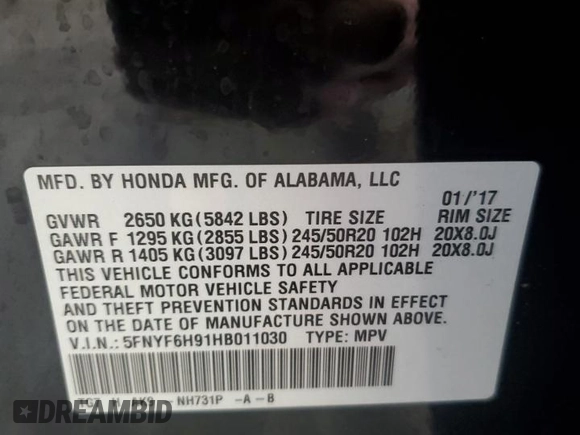 MFD. BY HONDA MFG. OF ALABAMA, LLC
01/'17
GVWR 2650 KG (5842 LBS) TIRE SIZE RIM SIZE
GAWR F 1295 KG (2855 LBS) 245/50R20 102H 20X8.0J
GAWR R 1405 KG (3097 LBS) 245/50R20 102H 20X8.0J
THIS VEHICLE CONFORMS TO ALL APPLICABLE
FEDERAL MOTOR VEHICLE SAFETY
AND THEFT PREVENTION STANDARDS IN EFFECT
ON THE DATE OF MANUFACTURE SHOWN ABOVE.
V.I.N.: 5FNYF6H91HB011030 TYPE: MPV
NH731P -A-B
DREAMBID